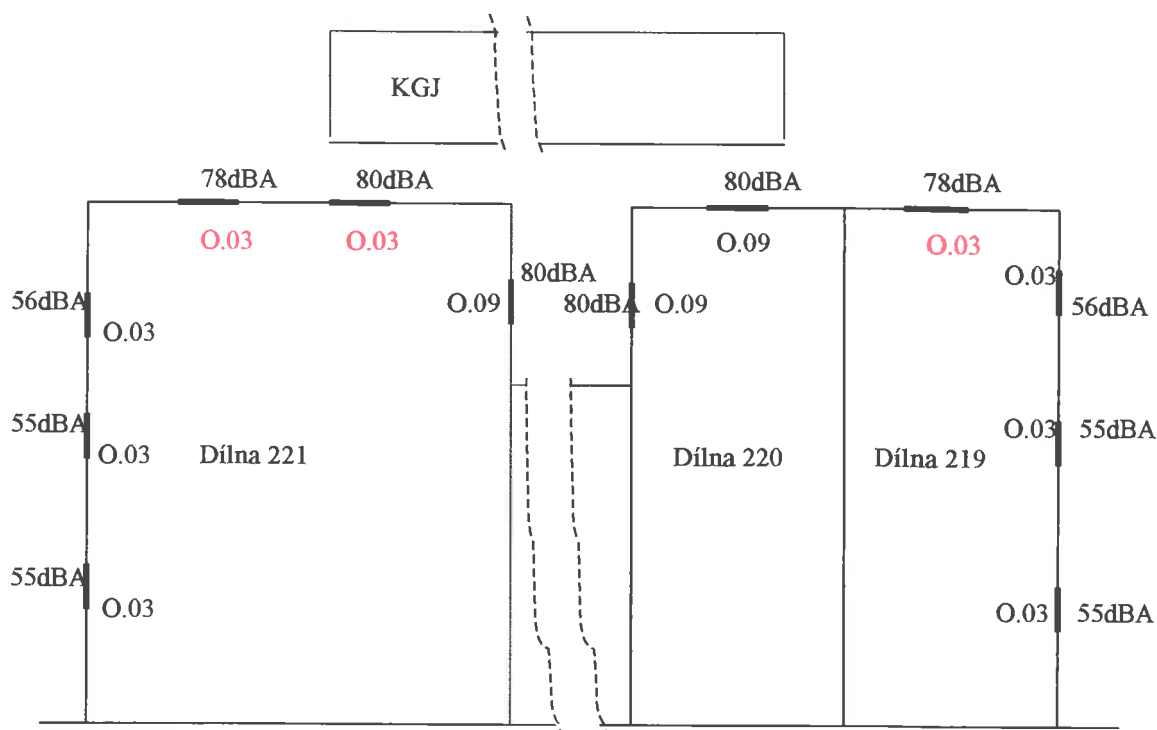 KGJ
78dBA
80dBA
80dBA
78dBA
O.03
O.03
O.09
O.03
80dBA
O.03
56dBA
O.09
80dBA
O.09
56dBA
O.03
55dBA
O.03
55dBA
O.03
Dílna 221
Dílna 220
Dílna 219
55dBA
O.03
O.03
55dBA